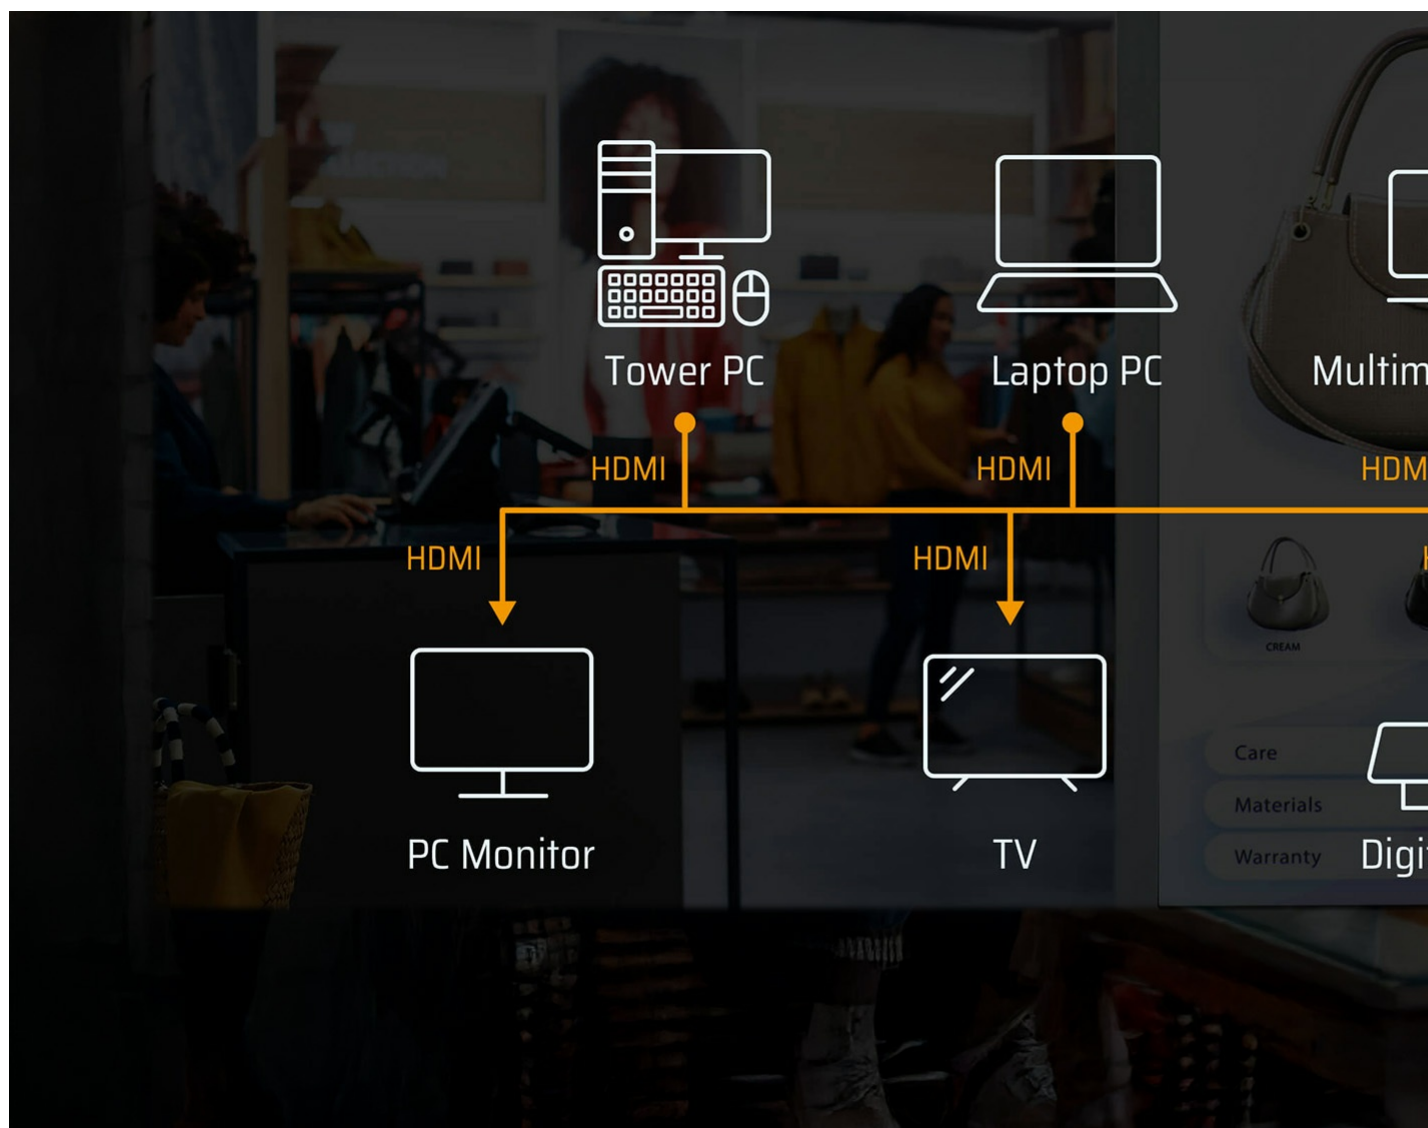 Tower PC
Laptop PC
HDMI
HDMI
HDMI
HDMI
PC Monitor
TV
CREAM
Care
Materials
Warranty